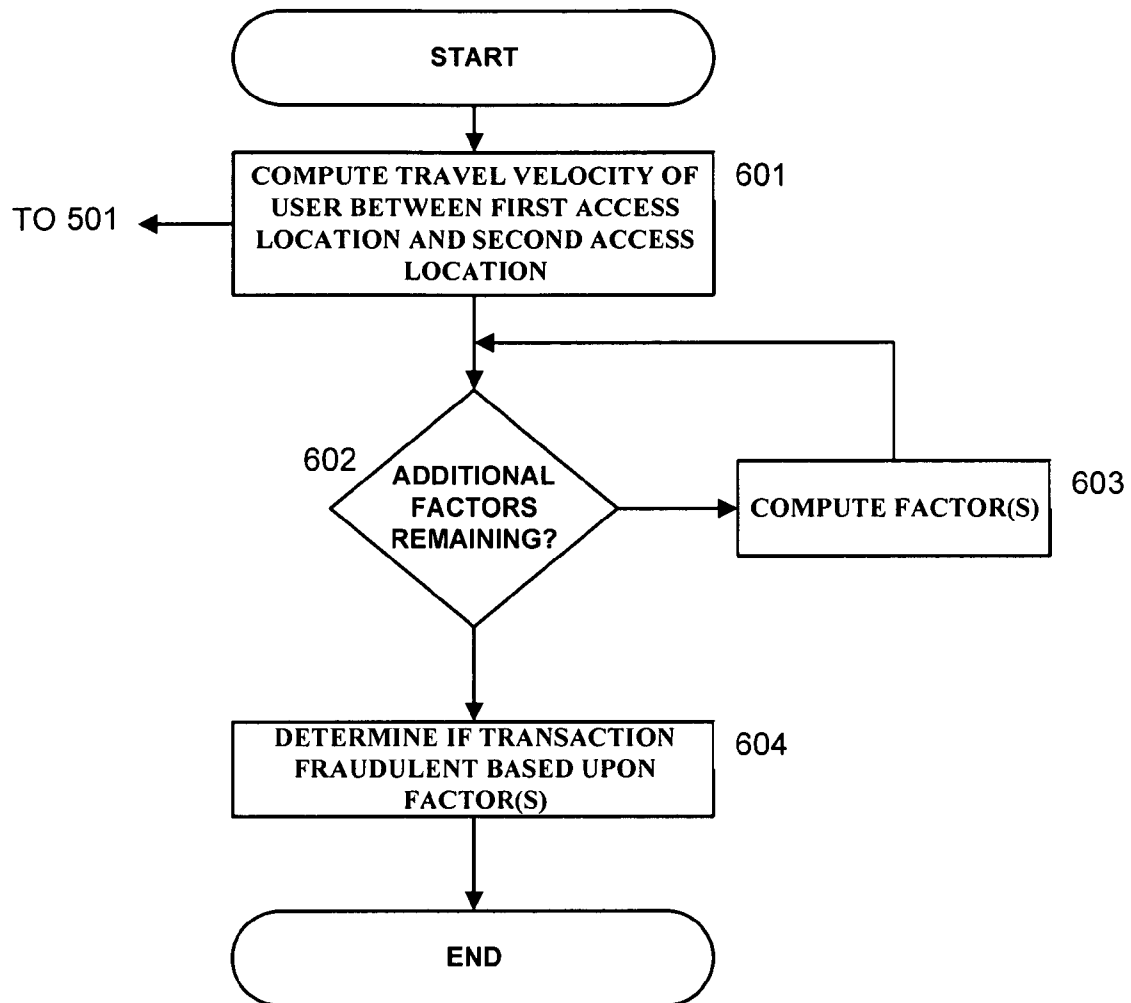 START
COMPUTE TRAVEL VELOCITY OF
USER BETWEEN FIRST ACCESS
LOCATION AND SECOND ACCESS
LOCATION
601
TO 501
602
ADDITIONAL
FACTORS
REMAINING?
COMPUTE FACTOR(S)
603
DETERMINE IF TRANSACTION
FRAUDULENT BASED UPON
FACTOR(S)
604
END